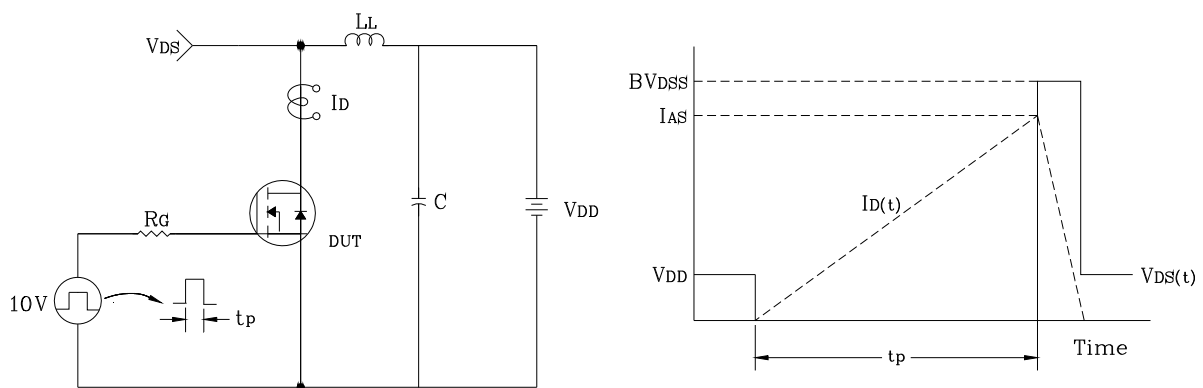 LL
VDS
ID
RG
DUT
C
VDD
10V
tp
BVDSS
IAS
ID(t)
VDD
VDS(t)
Time
tp